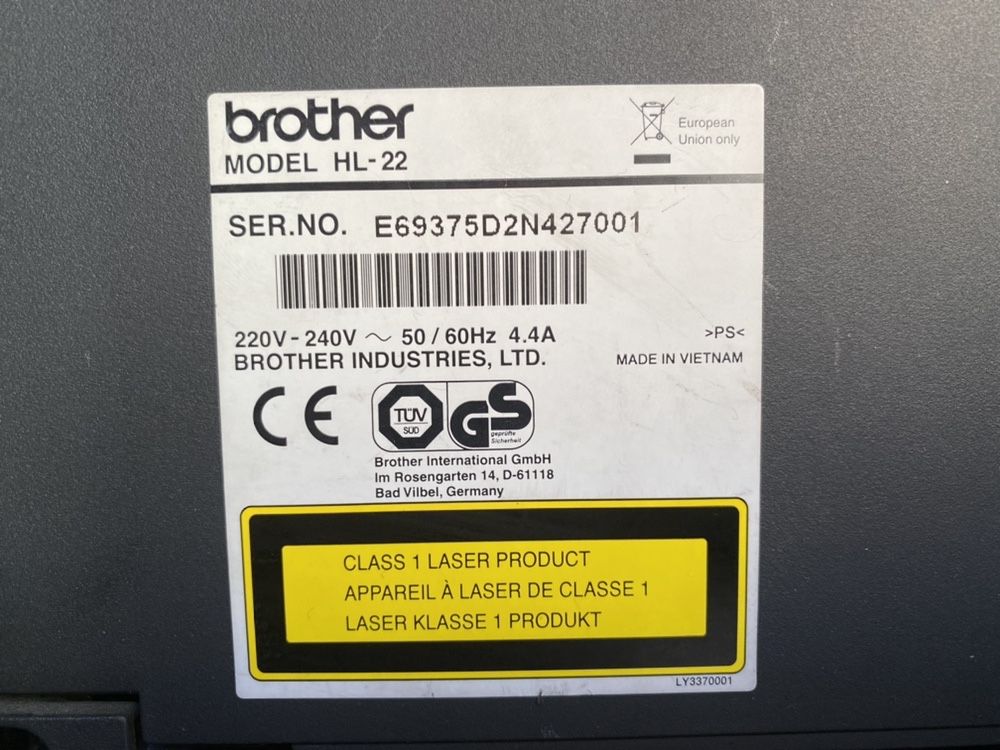 brother
MODEL HL-22
European
Union only
SER.NO. E69375D2N427001
220V-240V ~ 50/60Hz 4.4A
>PS<
BROTHER INDUSTRIES, LTD.
MADE IN VIETNAM
CE
TÜV
SÜD
GS
geprüfte
Sicherheit
Brother International GmbH
Im Rosengarten 14, D-61118
Bad Vilbel, Germany
CLASS 1 LASER PRODUCT
APPAREIL À LASER DE CLASSE 1
LASER KLASSE 1 PRODUKT
LY3370001